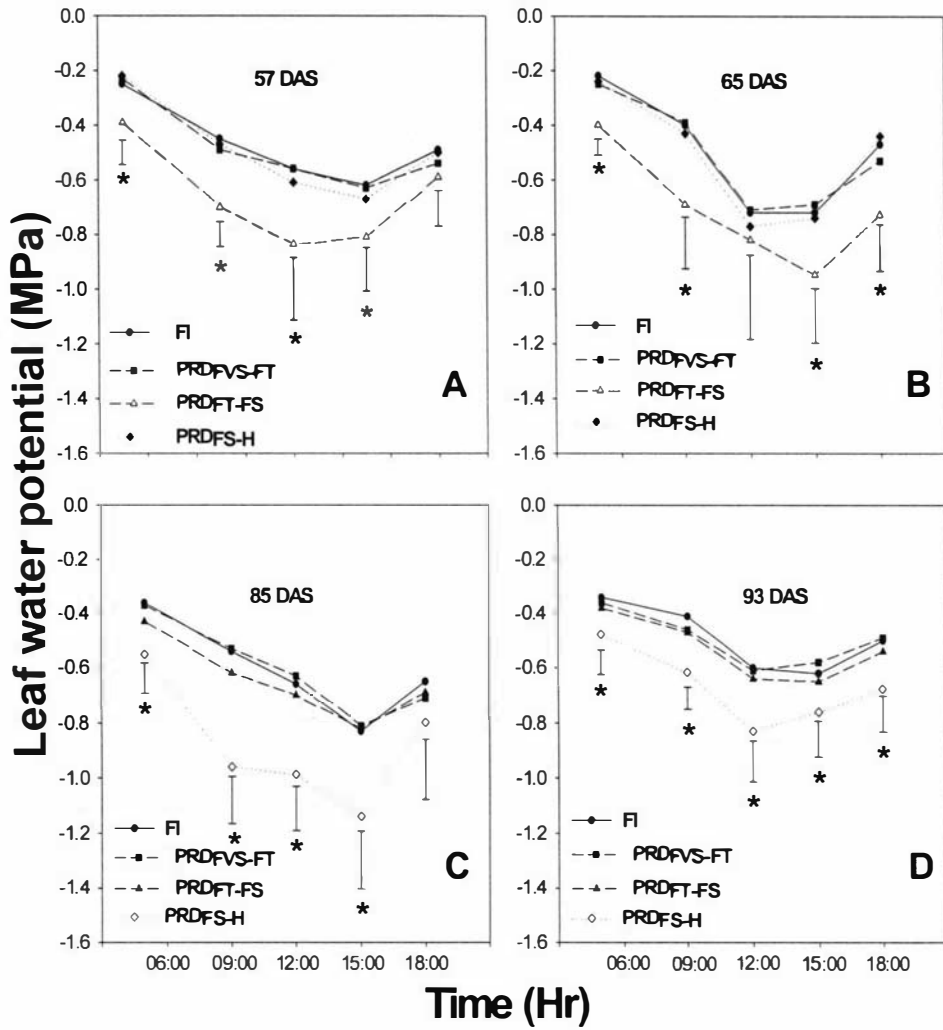 Leaf water potential (MPa)
0.0
-0.2
-0.4
-0.6
-0.8
-1.0
-1.2
-1.4
-1.6
57 DAS
*
*
*
*
FI
PRDFVS-FT
PRDFT-FS
PRDFS-H
A
0.0
-0.2
-0.4
-0.6
-0.8
-1.0
-1.2
-1.4
-1.6
65 DAS
*
*
*
*
FI
PRDFVS-FT
PRDFT-FS
PRDFS-H
B
0.0
-0.2
-0.4
-0.6
-0.8
-1.0
-1.2
-1.4
-1.6
85 DAS
*
*
*
*
FI
PRDFVS-FT
PRDFT-FS
PRDFS-H
C
06:00 09:00 12:00 15:00 18:00
0.0
-0.2
-0.4
-0.6
-0.8
-1.0
-1.2
-1.4
-1.6
93 DAS
*
*
*
*
*
FI
PRDFVS-FT
PRDFT-FS
PRDFS-H
D
06:00 09:00 12:00 15:00 18:00
Time (Hr)